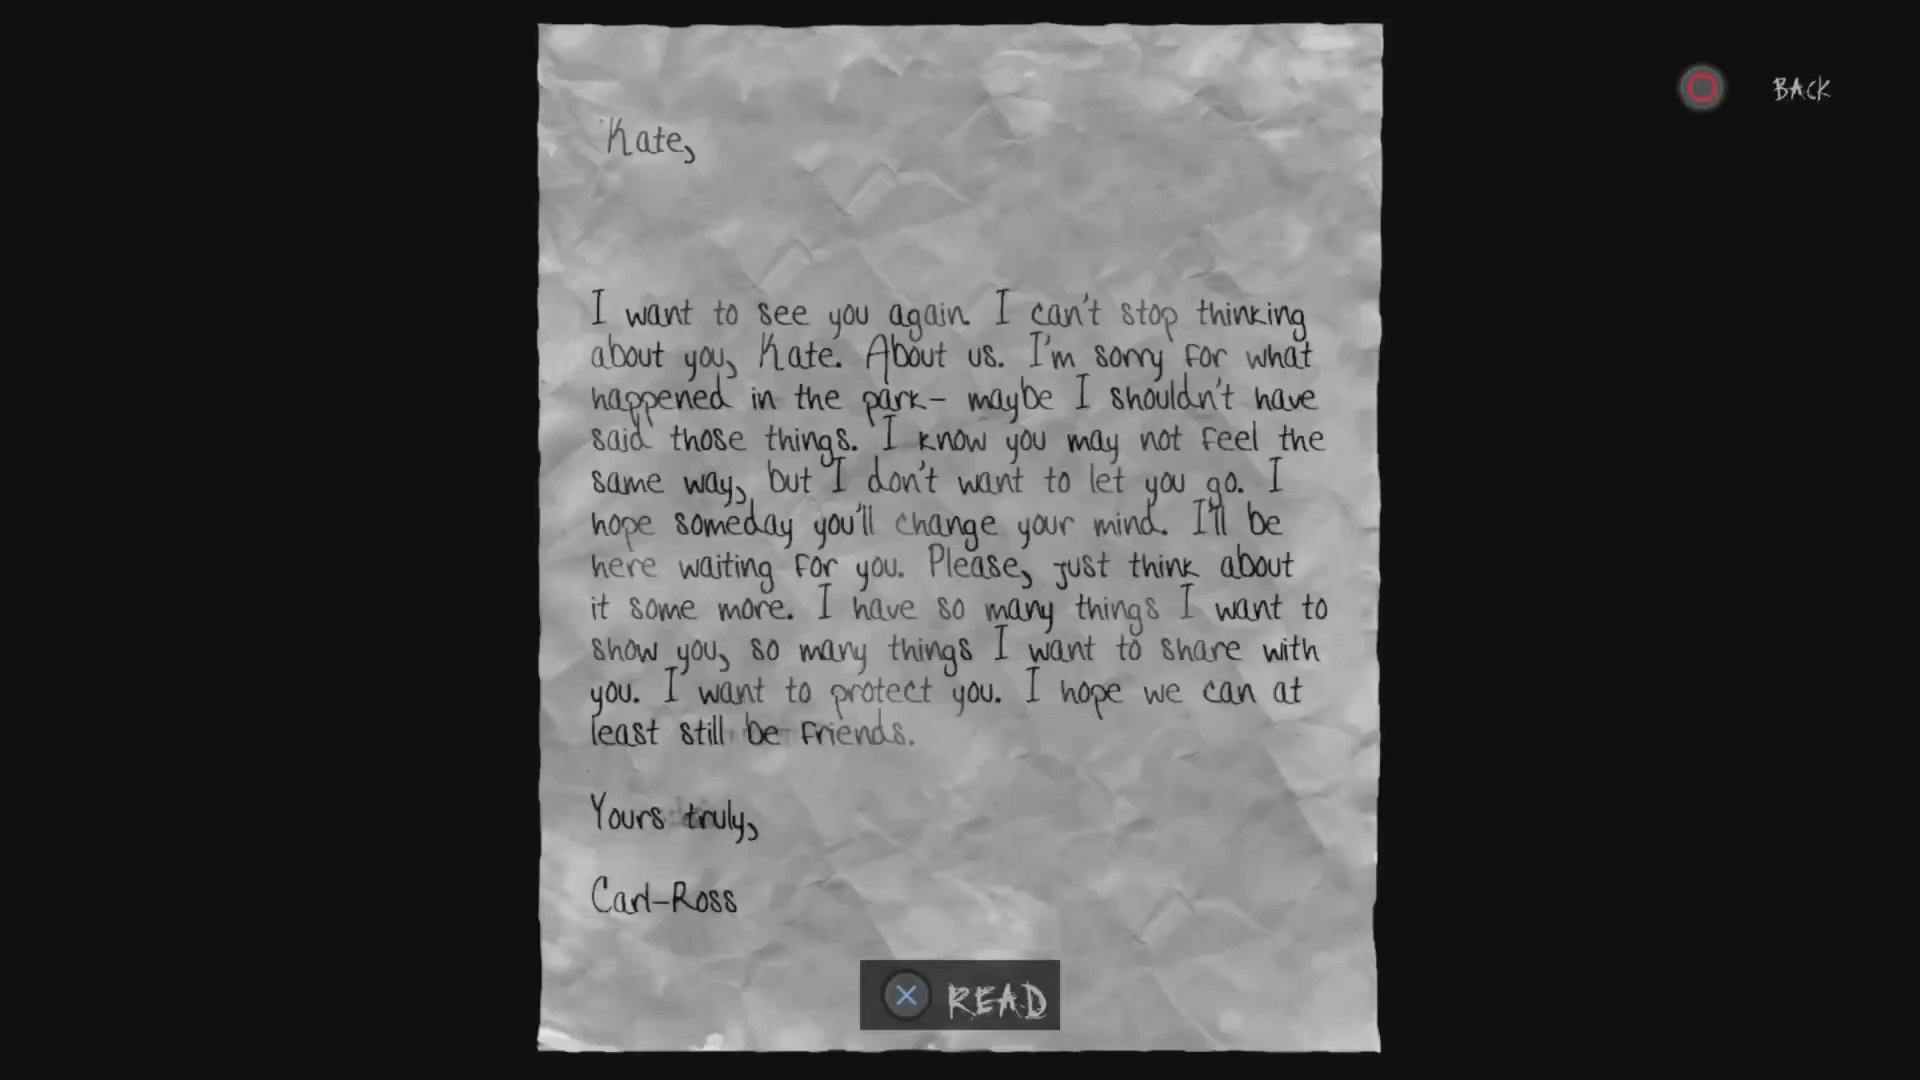 BACK
Kate,
I want to see you again. I can't stop thinking
about you, Kate. About us. I'm sorry for what
happened in the park- maybe I shouldn't have
said those things. I know you may not feel the
same way, but I don't want to let you go. I
hope someday you'll change your mind. I'll be
here waiting for you. Please, just think about
it some more. I have so many things I want to
show you, so many things I want to share with
you. I want to protect you. I hope we can at
least still be friends.
Yours truly,
Carl-Ross
READ